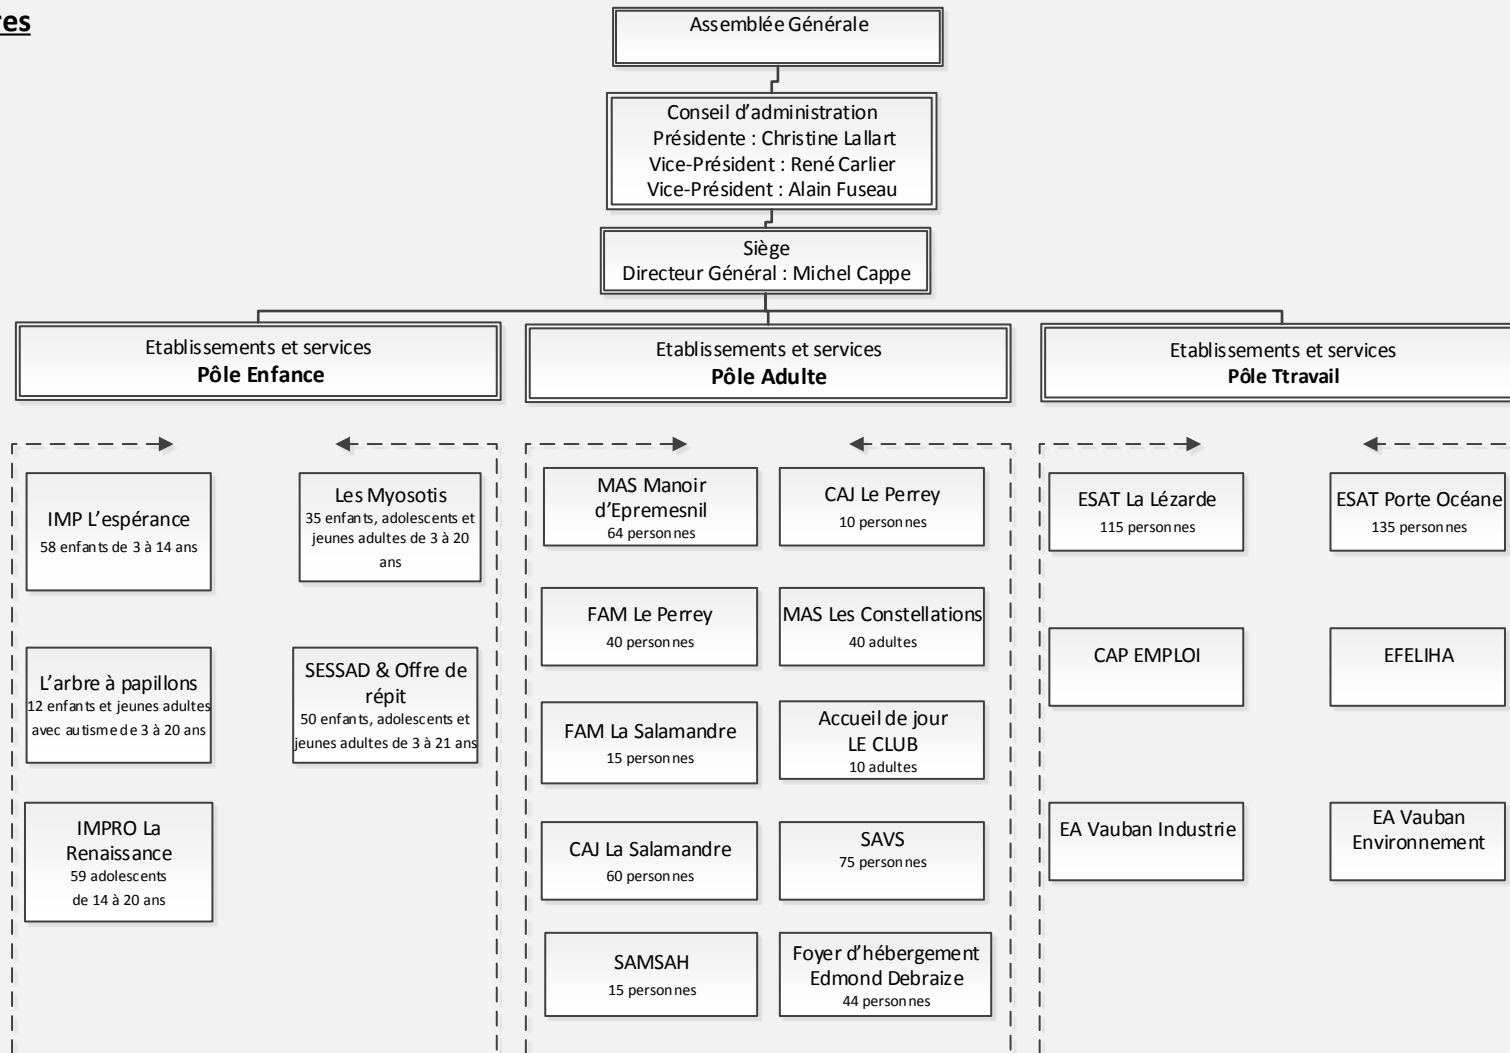 res
Assemblée Générale
Conseil d'administration
Présidente : Christine Lallart
Vice-Président : René Carlier
Vice-Président : Alain Fuseau
Siège
Directeur Général : Michel Cappe
Etablissements et services
Pôle Enfance
Etablissements et services
Pôle Adulte
Etablissements et services
Pôle Ttravail
IMP L'espérance
58 enfants de 3 à 14 ans
Les Myosotis
35 enfants, adolescents et
jeunes adultes de 3 à 20
ans
L'arbre à papillons
12 enfants et jeunes adultes
avec autisme de 3 à 20 ans
SESSAD & Offre de
répit
50 enfants, adolescents et
jeunes adultes de 3 à 21 ans
IMPRO La
Renaissance
59 adolescents
de 14 à 20 ans
MAS Manoir
d'Epremesnil
64 personnes
CAJ Le Perrey
10 personnes
FAM Le Perrey
40 personnes
MAS Les Constellations
40 adultes
FAM La Salamandre
15 personnes
Accueil de jour
LE CLUB
10 adultes
CAJ La Salamandre
60 personnes
SAVS
75 personnes
SAMSAH
15 personnes
Foyer d'hébergement
Edmond Debraize
44 personnes
ESAT La Lézarde
115 personnes
ESAT Porte Océane
135 personnes
CAP EMPLOI
EFELIHA
EA Vauban Industrie
EA Vauban
Environnement